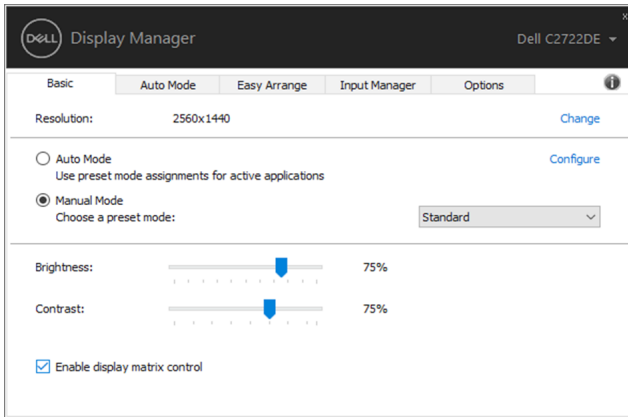 DELL Display Manager Dell C2722DE
x
Basic Auto Mode Easy Arrange Input Manager Options i
Resolution: 2560x1440 Change
Auto Mode Configure
Use preset mode assignments for active applications
Manual Mode
Choose a preset mode: Standard
Brightness: 75%
Contrast: 75%
Enable display matrix control